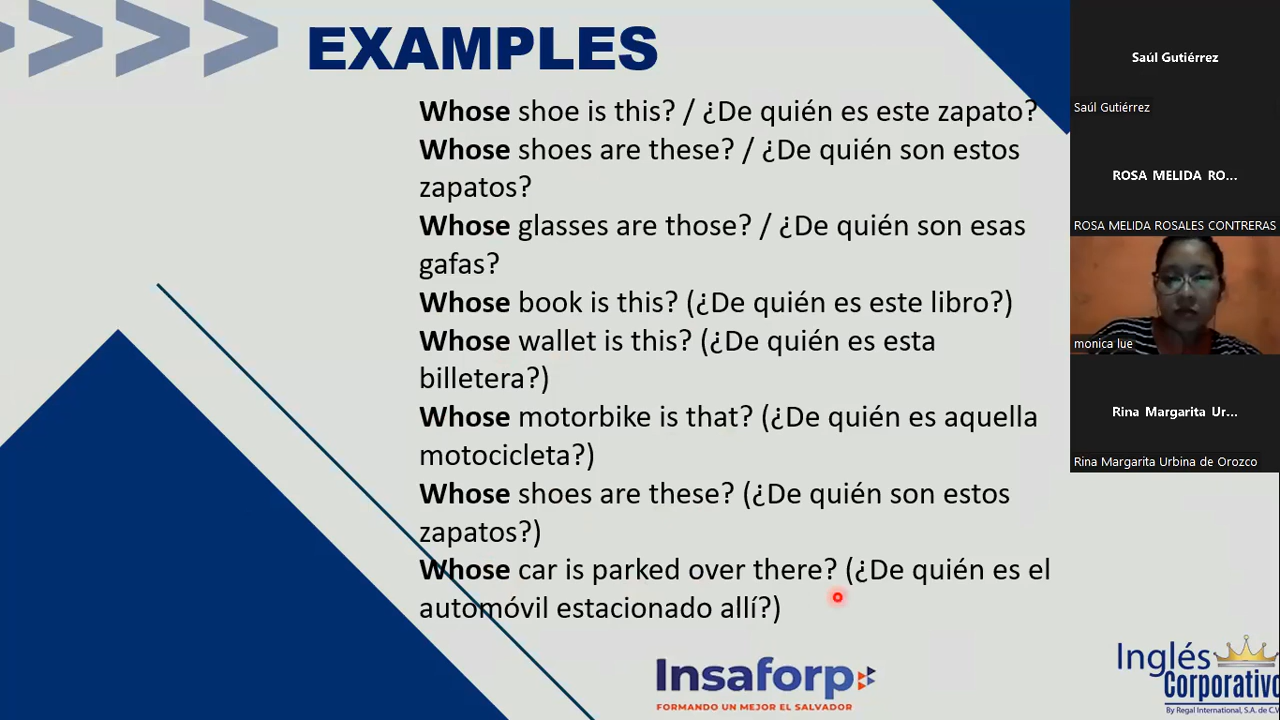 EXAMPLES
Whose shoe is this? / ¿De quién es este zapato?
Whose shoes are these? / ¿De quién son estos
zapatos?
Whose glasses are those? / ¿De quién son esas
gafas?
Whose book is this? (¿De quién es este libro?)
Whose wallet is this? (¿De quién es esta
billetera?)
Whose motorbike is that? (¿De quién es aquella
motocicleta?)
Whose shoes are these? (¿De quién son estos
zapatos?)
Whose car is parked over there? (¿De quién es el
automóvil estacionado allí?)
Insaforp
FORMANDO UN MEJOR EL SALVADOR
Inglés
Corporativo
By Regal International, S.A. de C.V
Saúl Gutiérrez
Saúl Gutiérrez
ROSA MELIDA RO...
ROSA MELIDA ROSALES CONTRERAS
monica lue
Rina Margarita Ur...
Rina Margarita Urbina de Orozco